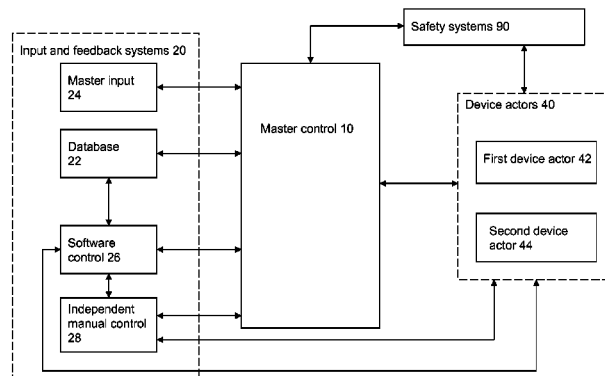 Safety systems 90
Input and feedback systems 20
Master input
24
Database
22
Software
control 26
Independent
manual control
28
Master control 10
Device actors 40
First device actor 42
Second device
actor 44